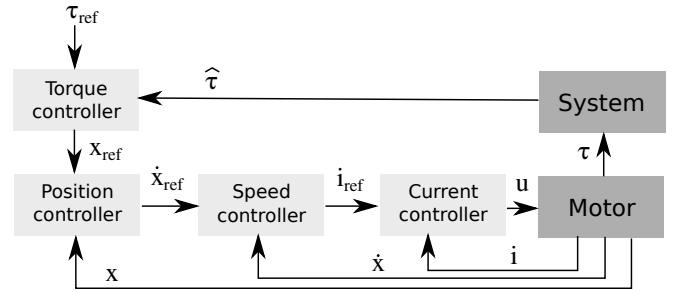 τref
Torque
controller
τ̂
System
xref
τ
Position
controller
ẋref
Speed
controller
iref
Current
controller
u
Motor
x
ẋ
i